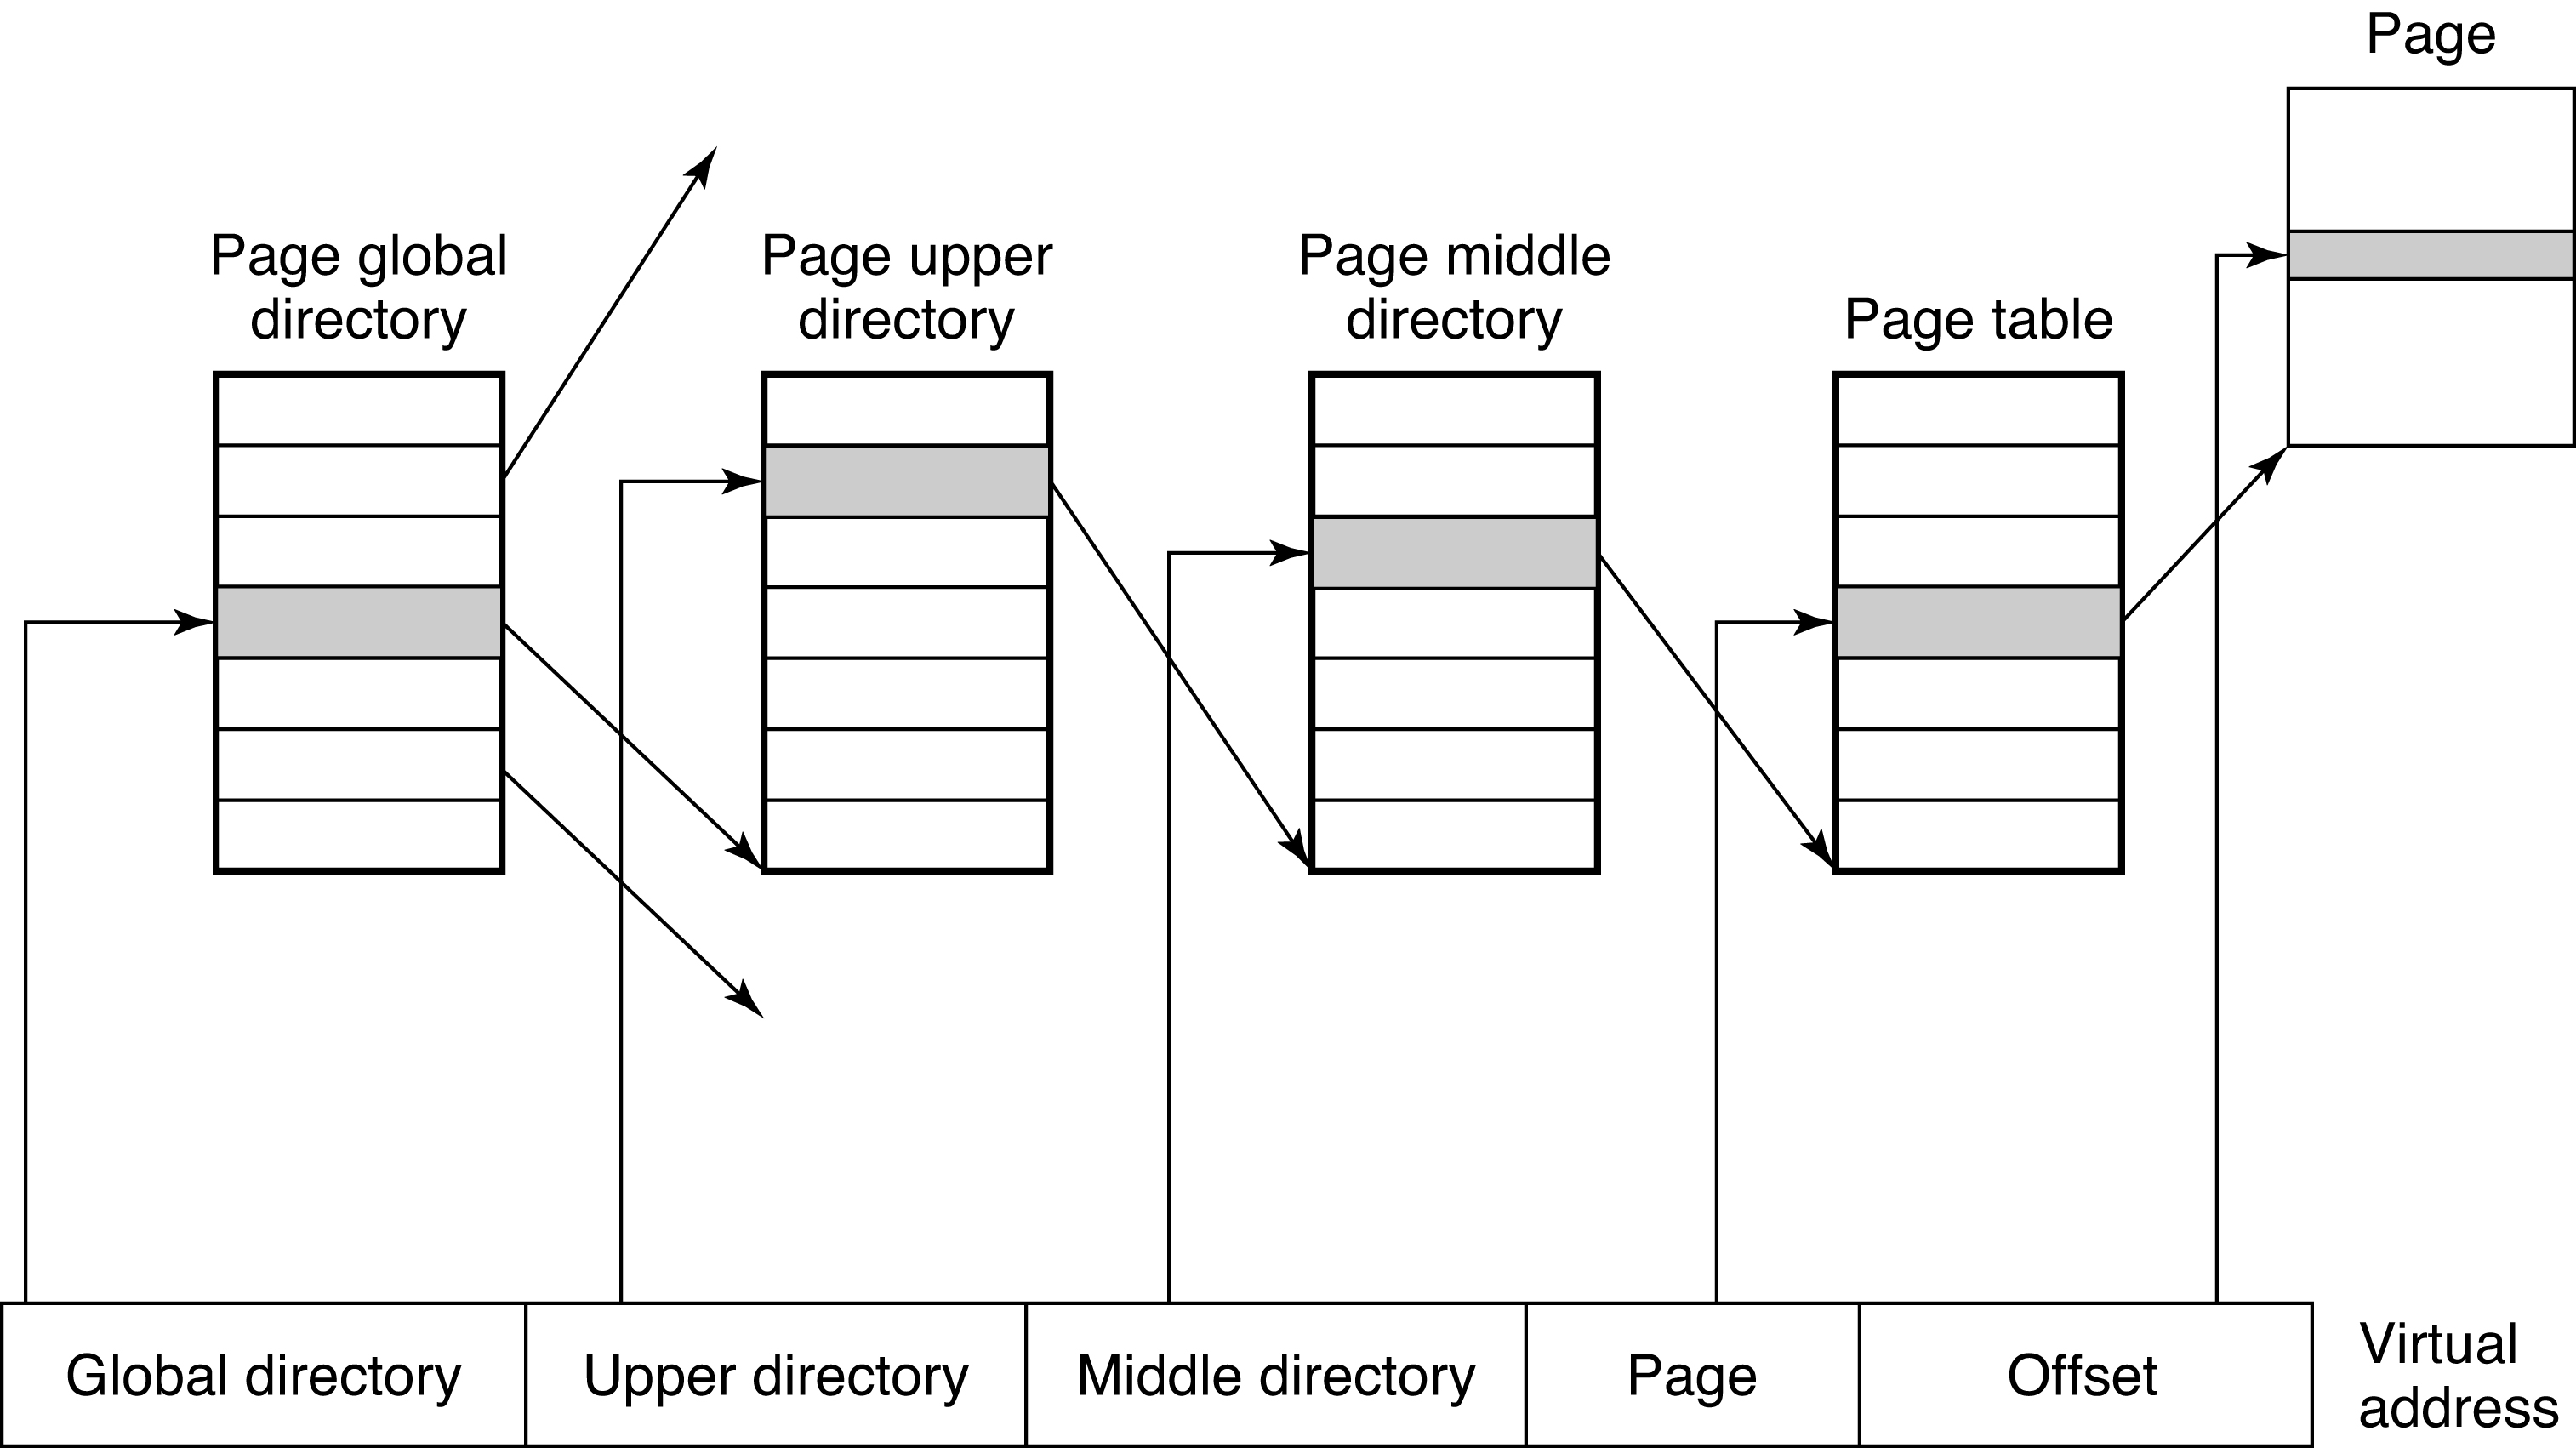 Page
Page global
directory
Page upper
directory
Page middle
directory
Page table
Global directory
Upper directory
Middle directory
Page
Offset
Virtual
address